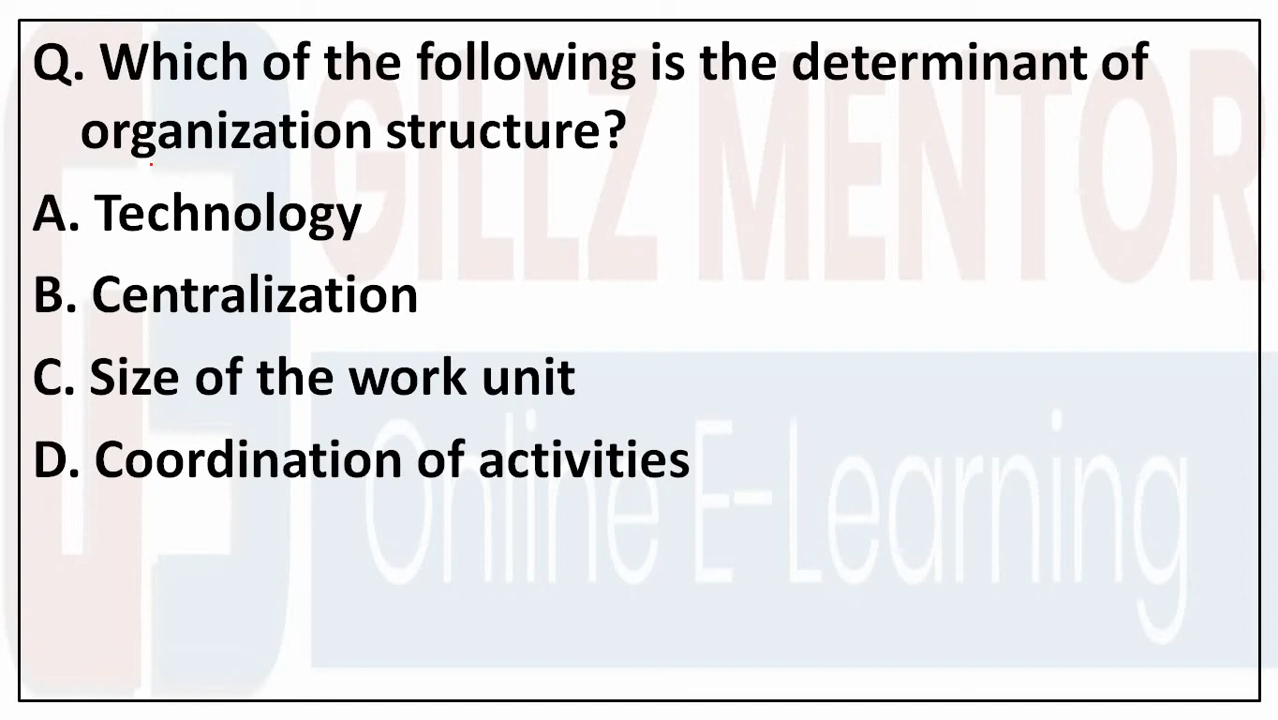 GILLZ MENTOR
Q. Which of the following is the determinant of
organization structure?
A. Technology
B. Centralization
C. Size of the work unit
D. Coordination of activities
Online E-Learning